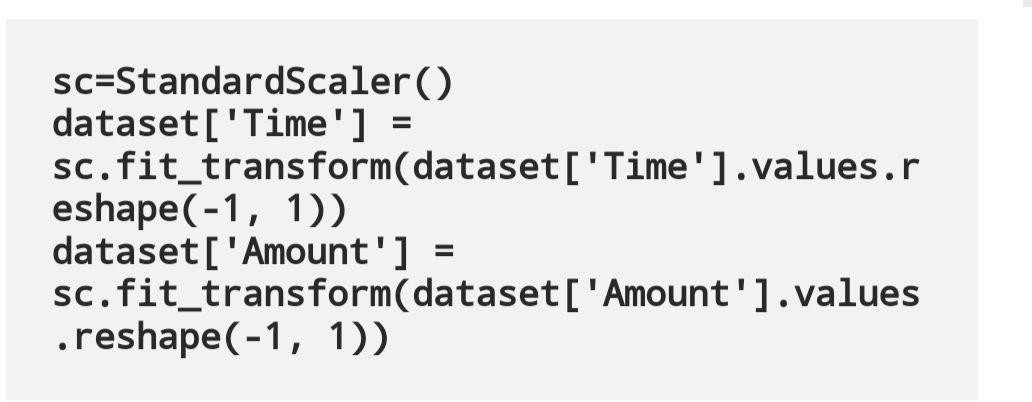 sc=StandardScaler()
dataset['Time'] =
sc.fit_transform(dataset['Time'].values.r
eshape(-1, 1))
dataset['Amount'] =
sc.fit_transform(dataset['Amount'].values
.reshape(-1, 1))